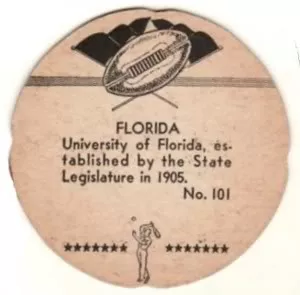 FLORIDA
University of Florida, es-
tablished by the State
Legislature in 1905.
No. 101